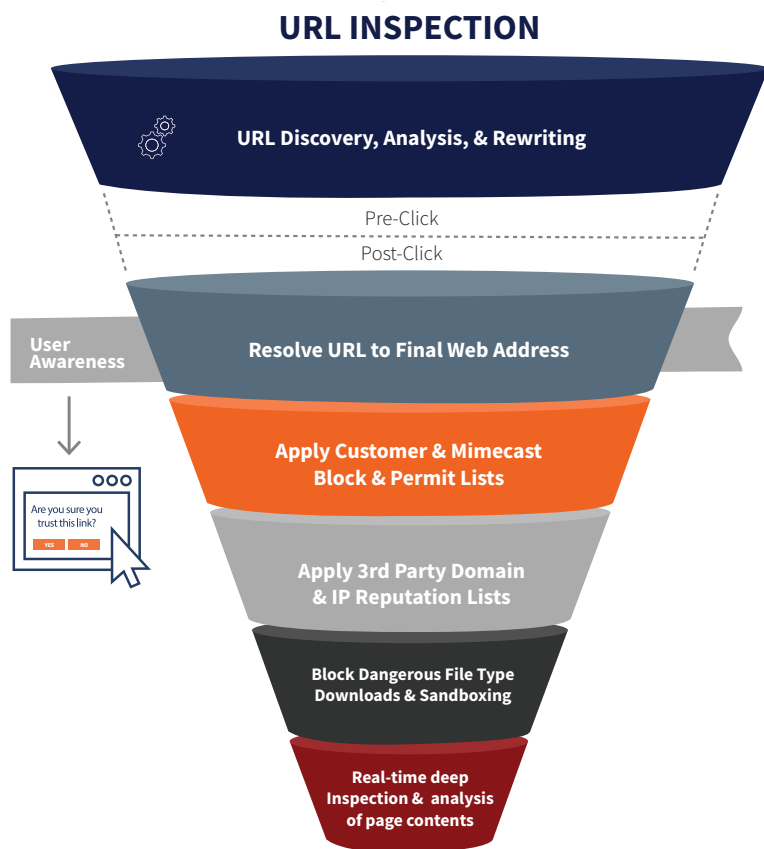 URL INSPECTION
URL Discovery, Analysis, & Rewriting
Pre-Click
Post-Click
User
Awareness
Resolve URL to Final Web Address
Apply Customer & Mimecast
Block & Permit Lists
Are you sure you
trust this link?
YES NO
Apply 3rd Party Domain
& IP Reputation Lists
Block Dangerous File Type
Downloads & Sandboxing
Real-time deep
Inspection & analysis
of page contents